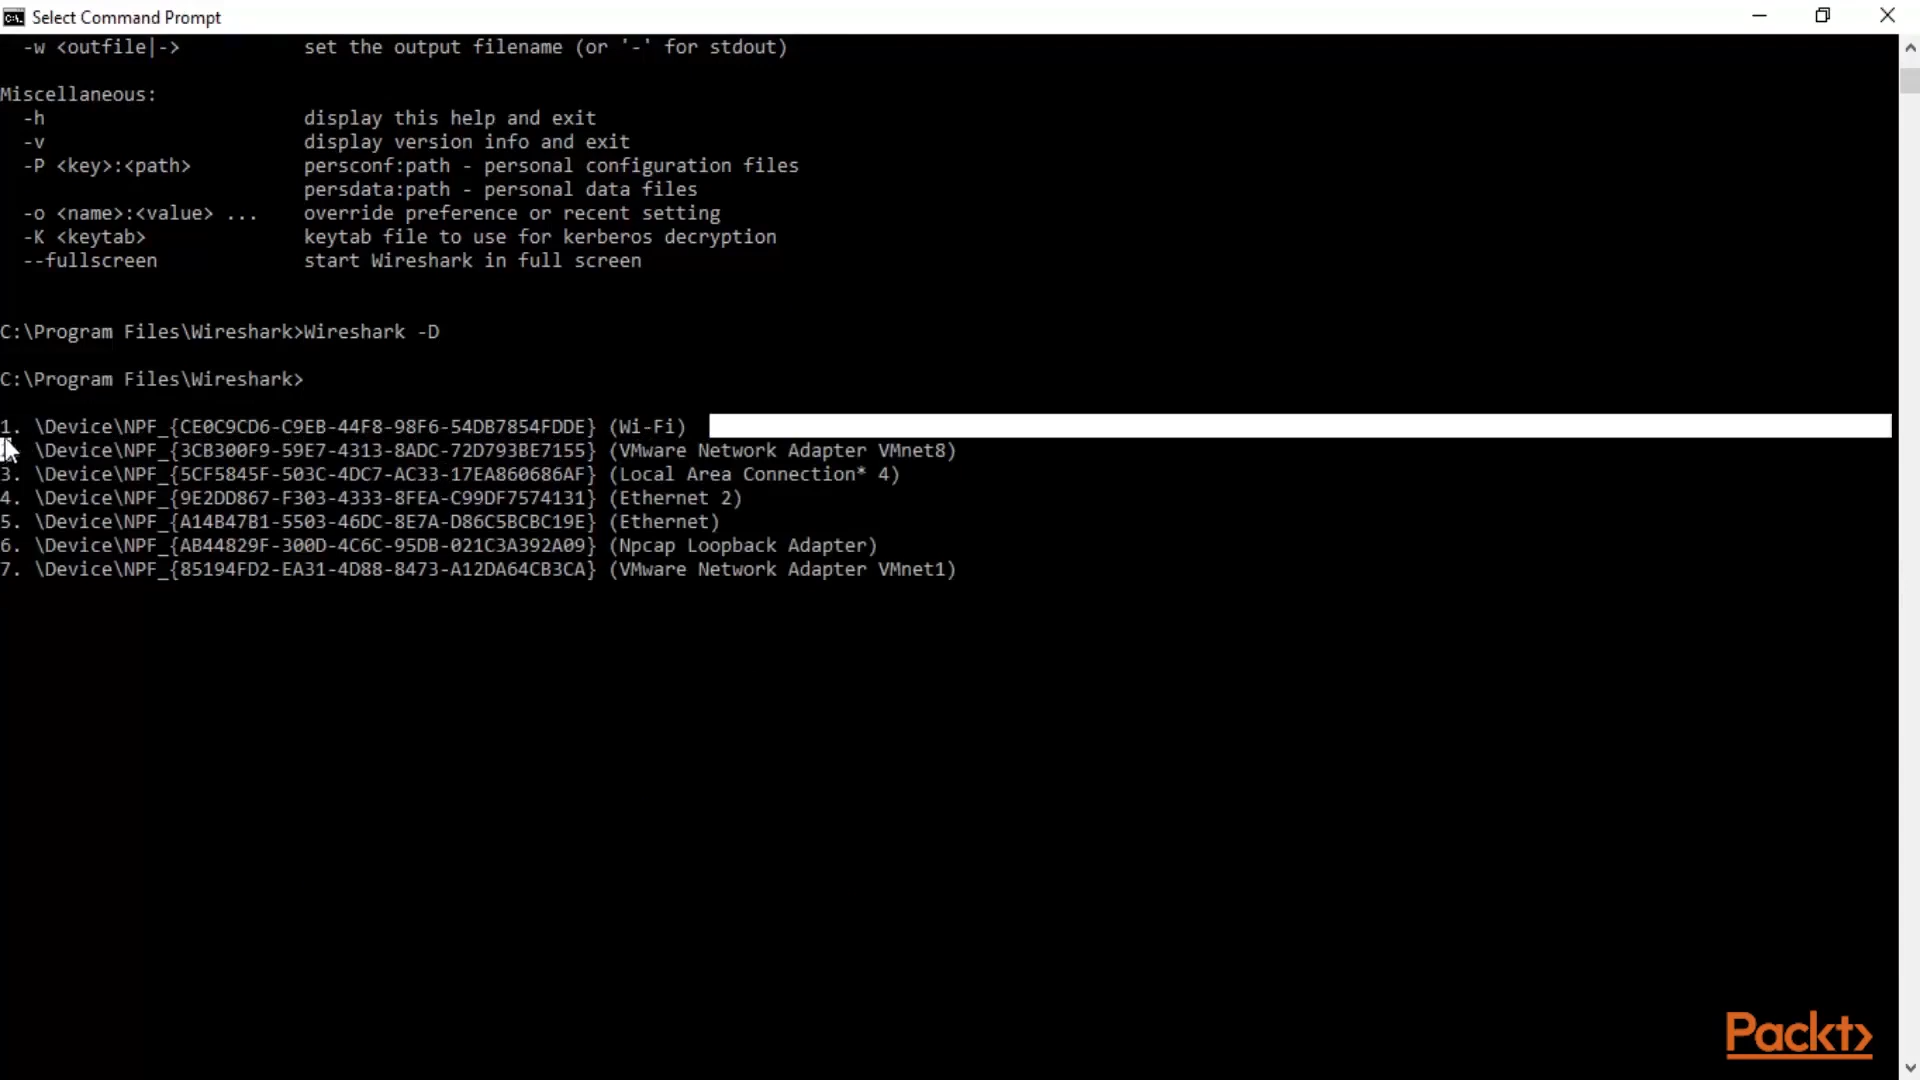 Select Command Prompt
-w <outfile|-> set the output filename (or '-' for stdout)
Miscellaneous:
-h display this help and exit
-v display version info and exit
-P <key>:<path> persconf:path - personal configuration files
persdata:path - personal data files
-o <name>:<value> ... override preference or recent setting
-K <keytab> keytab file to use for kerberos decryption
--fullscreen start Wireshark in full screen
C:\Program Files\Wireshark>Wireshark -D
C:\Program Files\Wireshark>
1. \Device\NPF_{CE0C9CD6-C9EB-44F8-98F6-54DB7854FDDE} (Wi-Fi)
\Device\NPF_{3CB300F9-59E7-4313-8ADC-72D793BE7155} (VMware Network Adapter VMnet8)
3. \Device\NPF_{5CF5845F-503C-4DC7-AC33-17EA860686AF} (Local Area Connection* 4)
4. \Device\NPF_{9E2DD867-F303-4333-8FEA-C99DF7574131} (Ethernet 2)
5. \Device\NPF_{A14B47B1-5503-46DC-8E7A-D86C5BCBC19E} (Ethernet)
6. \Device\NPF_{AB44829F-300D-4C6C-95DB-021C3A392A09} (Npcap Loopback Adapter)
7. \Device\NPF_{85194FD2-EA31-4D88-8473-A12DA64CB3CA} (VMware Network Adapter VMnet1)
Packt>